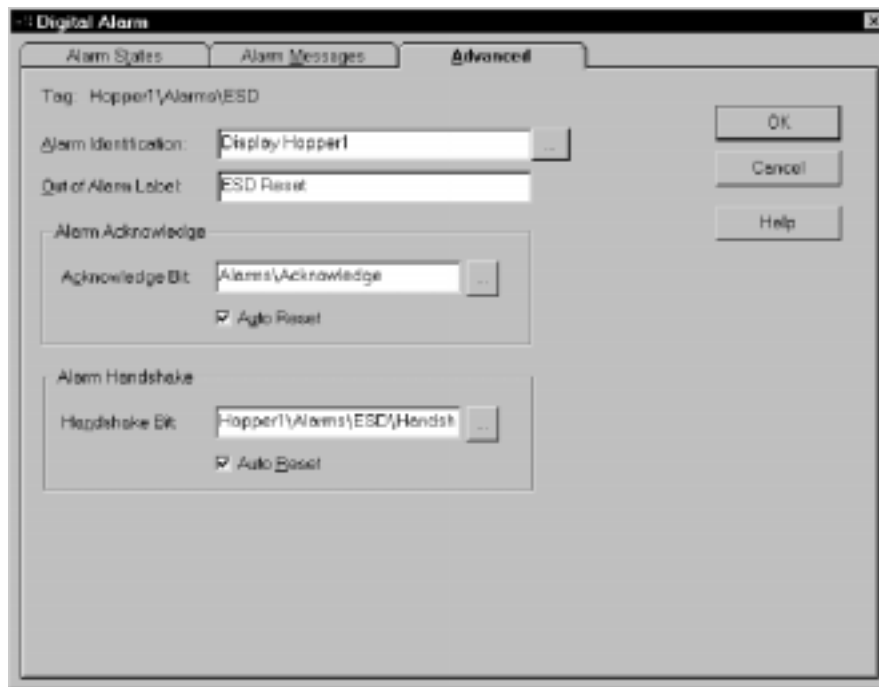 Digital Alarm
Alarm States
Alarm Messages
Advanced
Tag: Hopper1\Alarms\ESD
Alarm Identification:
Display Hopper1
...
Out of Alarm Label:
ESD Reset
OK
Cancel
Help
Alarm Acknowledge
Acknowledge Bit:
Alarms\Acknowledge
...
Auto Reset
Alarm Handshake
Handshake Bit:
Hopper1\Alarms\ESD\Handsh
...
Auto Reset